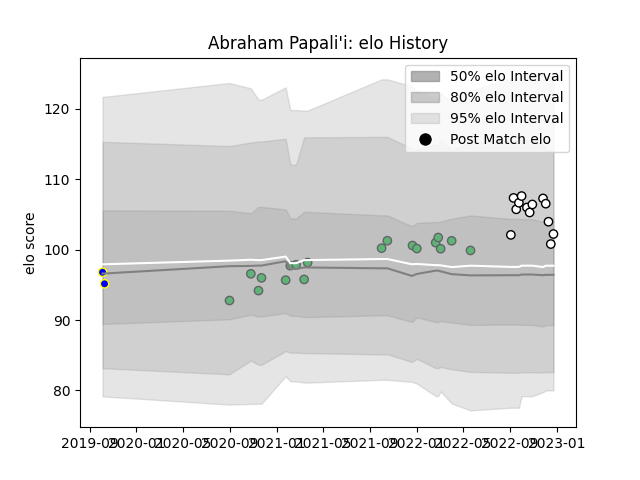 Abraham Papali'i: elo History
50% elo Interval
80% elo Interval
95% elo Interval
Post Match elo
elo score
120
110
100
90
80
2019-09 2020-01 2020-05 2020-09 2021-01 2021-05 2021-09 2022-01 2022-05 2022-09 2023-01